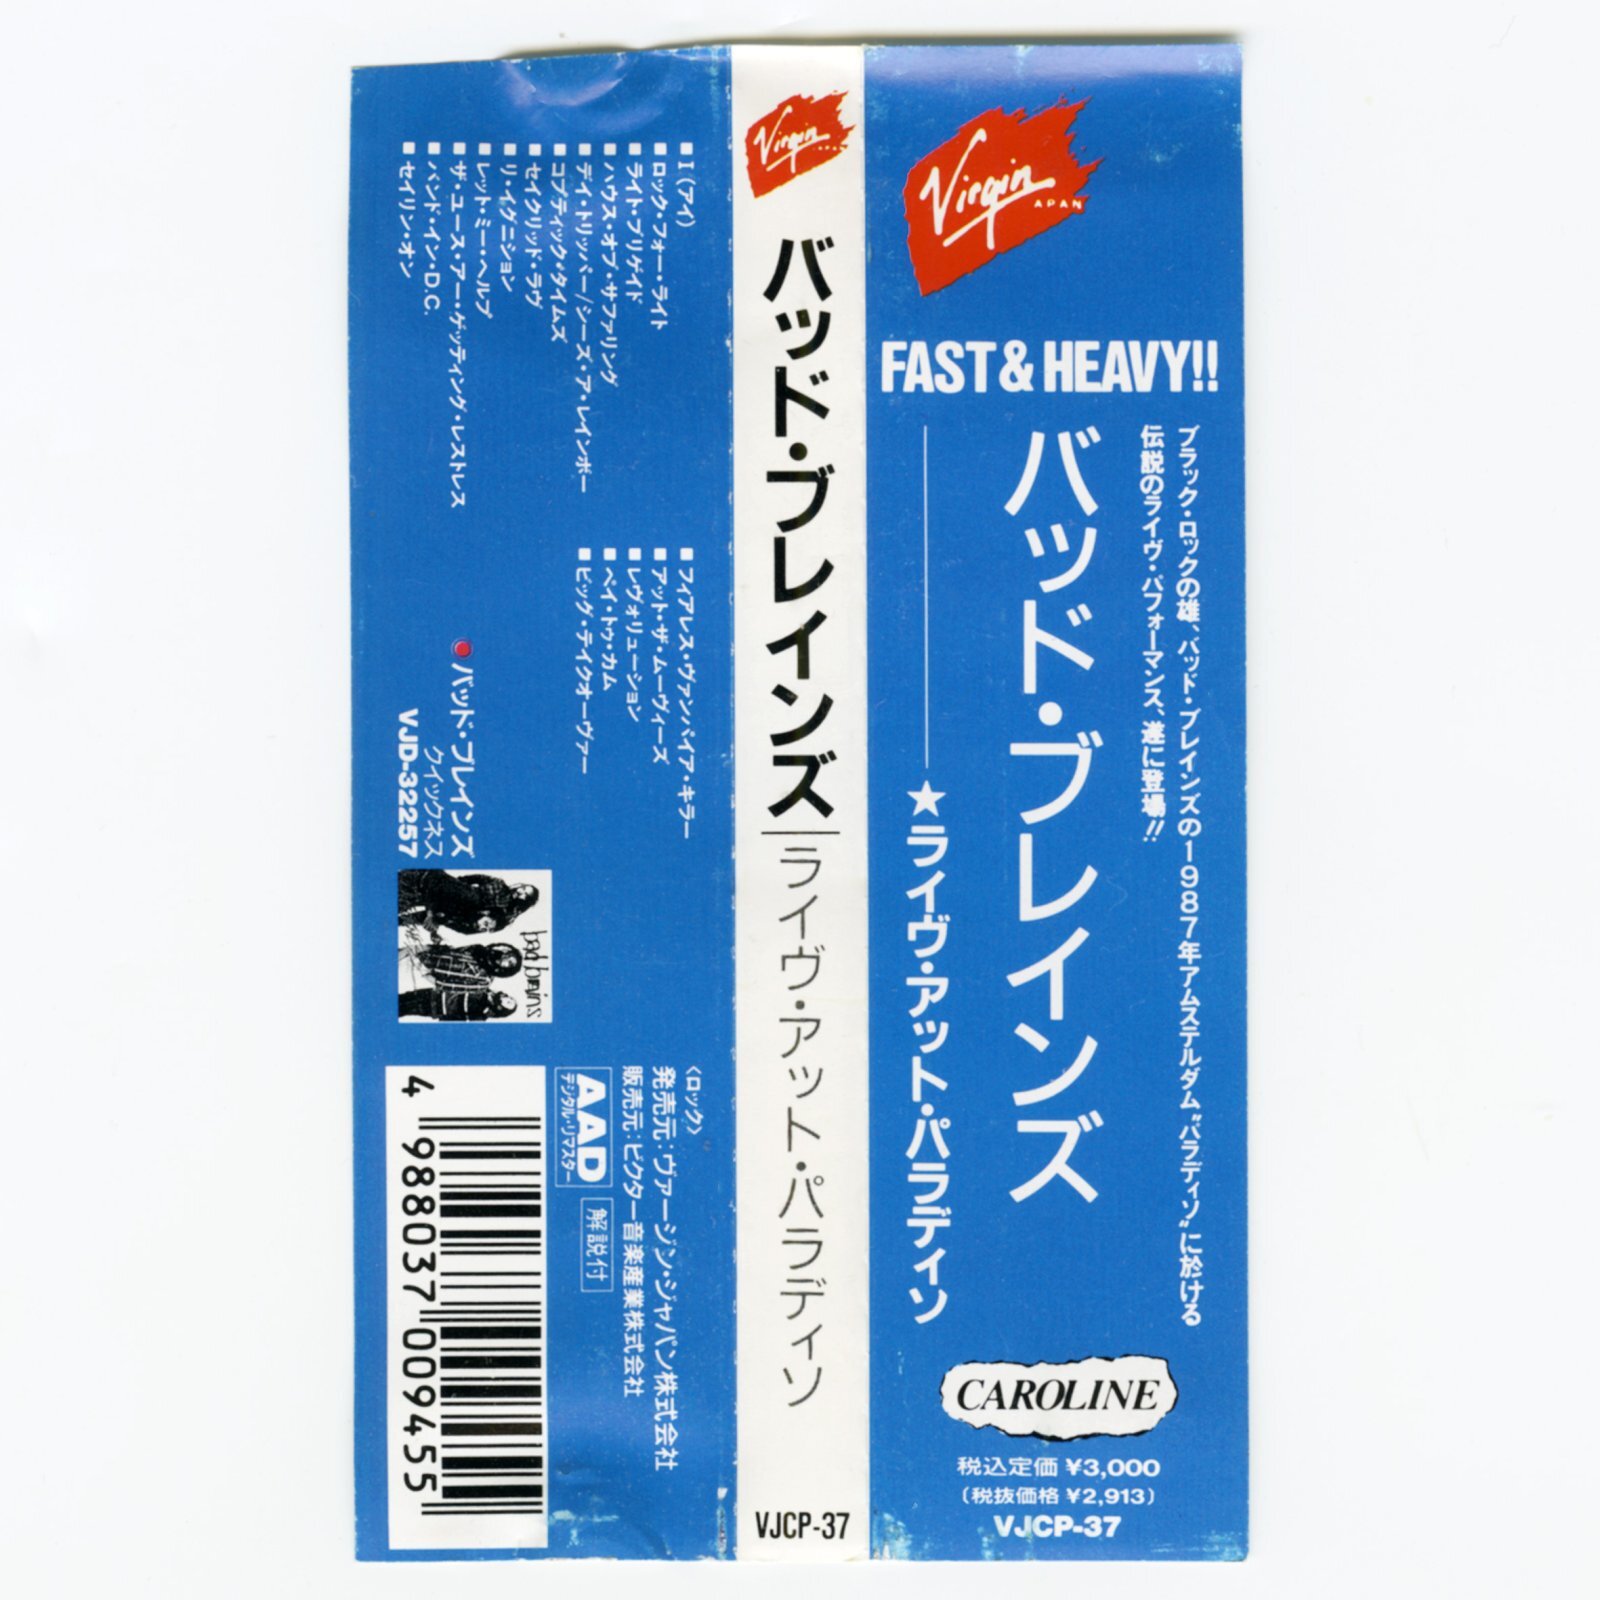 Virgin
JAPAN
FAST & HEAVY!!
ブラック・ロックの雄、バッド・ブレインズの1987年アムステルダム“パラディソ”に於ける
伝説のライヴ・パフォーマンス、遂に登場!!
バッド・ブレインズ
★ライヴ・アット・パラディソ
CAROLINE
税込定価 ¥3,000
(税抜価格 ¥2,913)
VJCP-37
Virgin
JAPAN
バッド・ブレインズ
ライヴ・アット・パラディソ
VJCP-37
■I(アイ)
■ロック・フォー・ライト
■ライト・ブリゲイド
■ハウス・オブ・サファリング
■デイ・トリッパー/シーズ・ア・レインボー
■コプティック・タイムス
■セイクリッド・ラヴ
■リ・イグニション
■レット・ミー・ヘルプ
■ザ・ユース・アー・ゲッティング・レストレス
■バンド・イン・D.C.
■セイリン・オン
■フィアレス・ヴァンパイア・キラー
■アット・ザ・ムーヴィーズ
■レヴォリューション
■ペイ・トゥ・カム
■ビッグ・テイクオーヴァー
●バッド・ブレインズ
クイックネス
VJD-32257
bad brains
〈ロック〉
発売元:ヴァージン・ジャパン株式会社
販売元:ビクター音楽産業株式会社
AAD
デジタル・リマスター
解説付
4 988037 009455